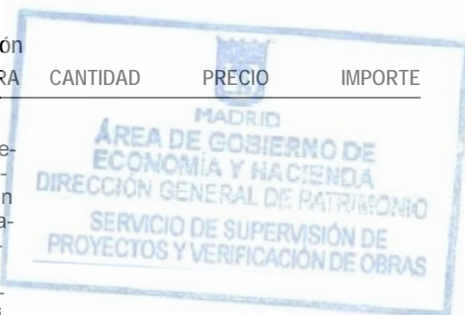 ón
RA CANTIDAD PRECIO IMPORTE
MADRID
ÁREA DE GOBIERNO DE
ECONOMÍA Y HACIENDA
DIRECCIÓN GENERAL DE PATRIMONIO
SERVICIO DE SUPERVISIÓN DE
PROYECTOS Y VERIFICACIÓN DE OBRAS
e-
-
en
a-
-
-
s